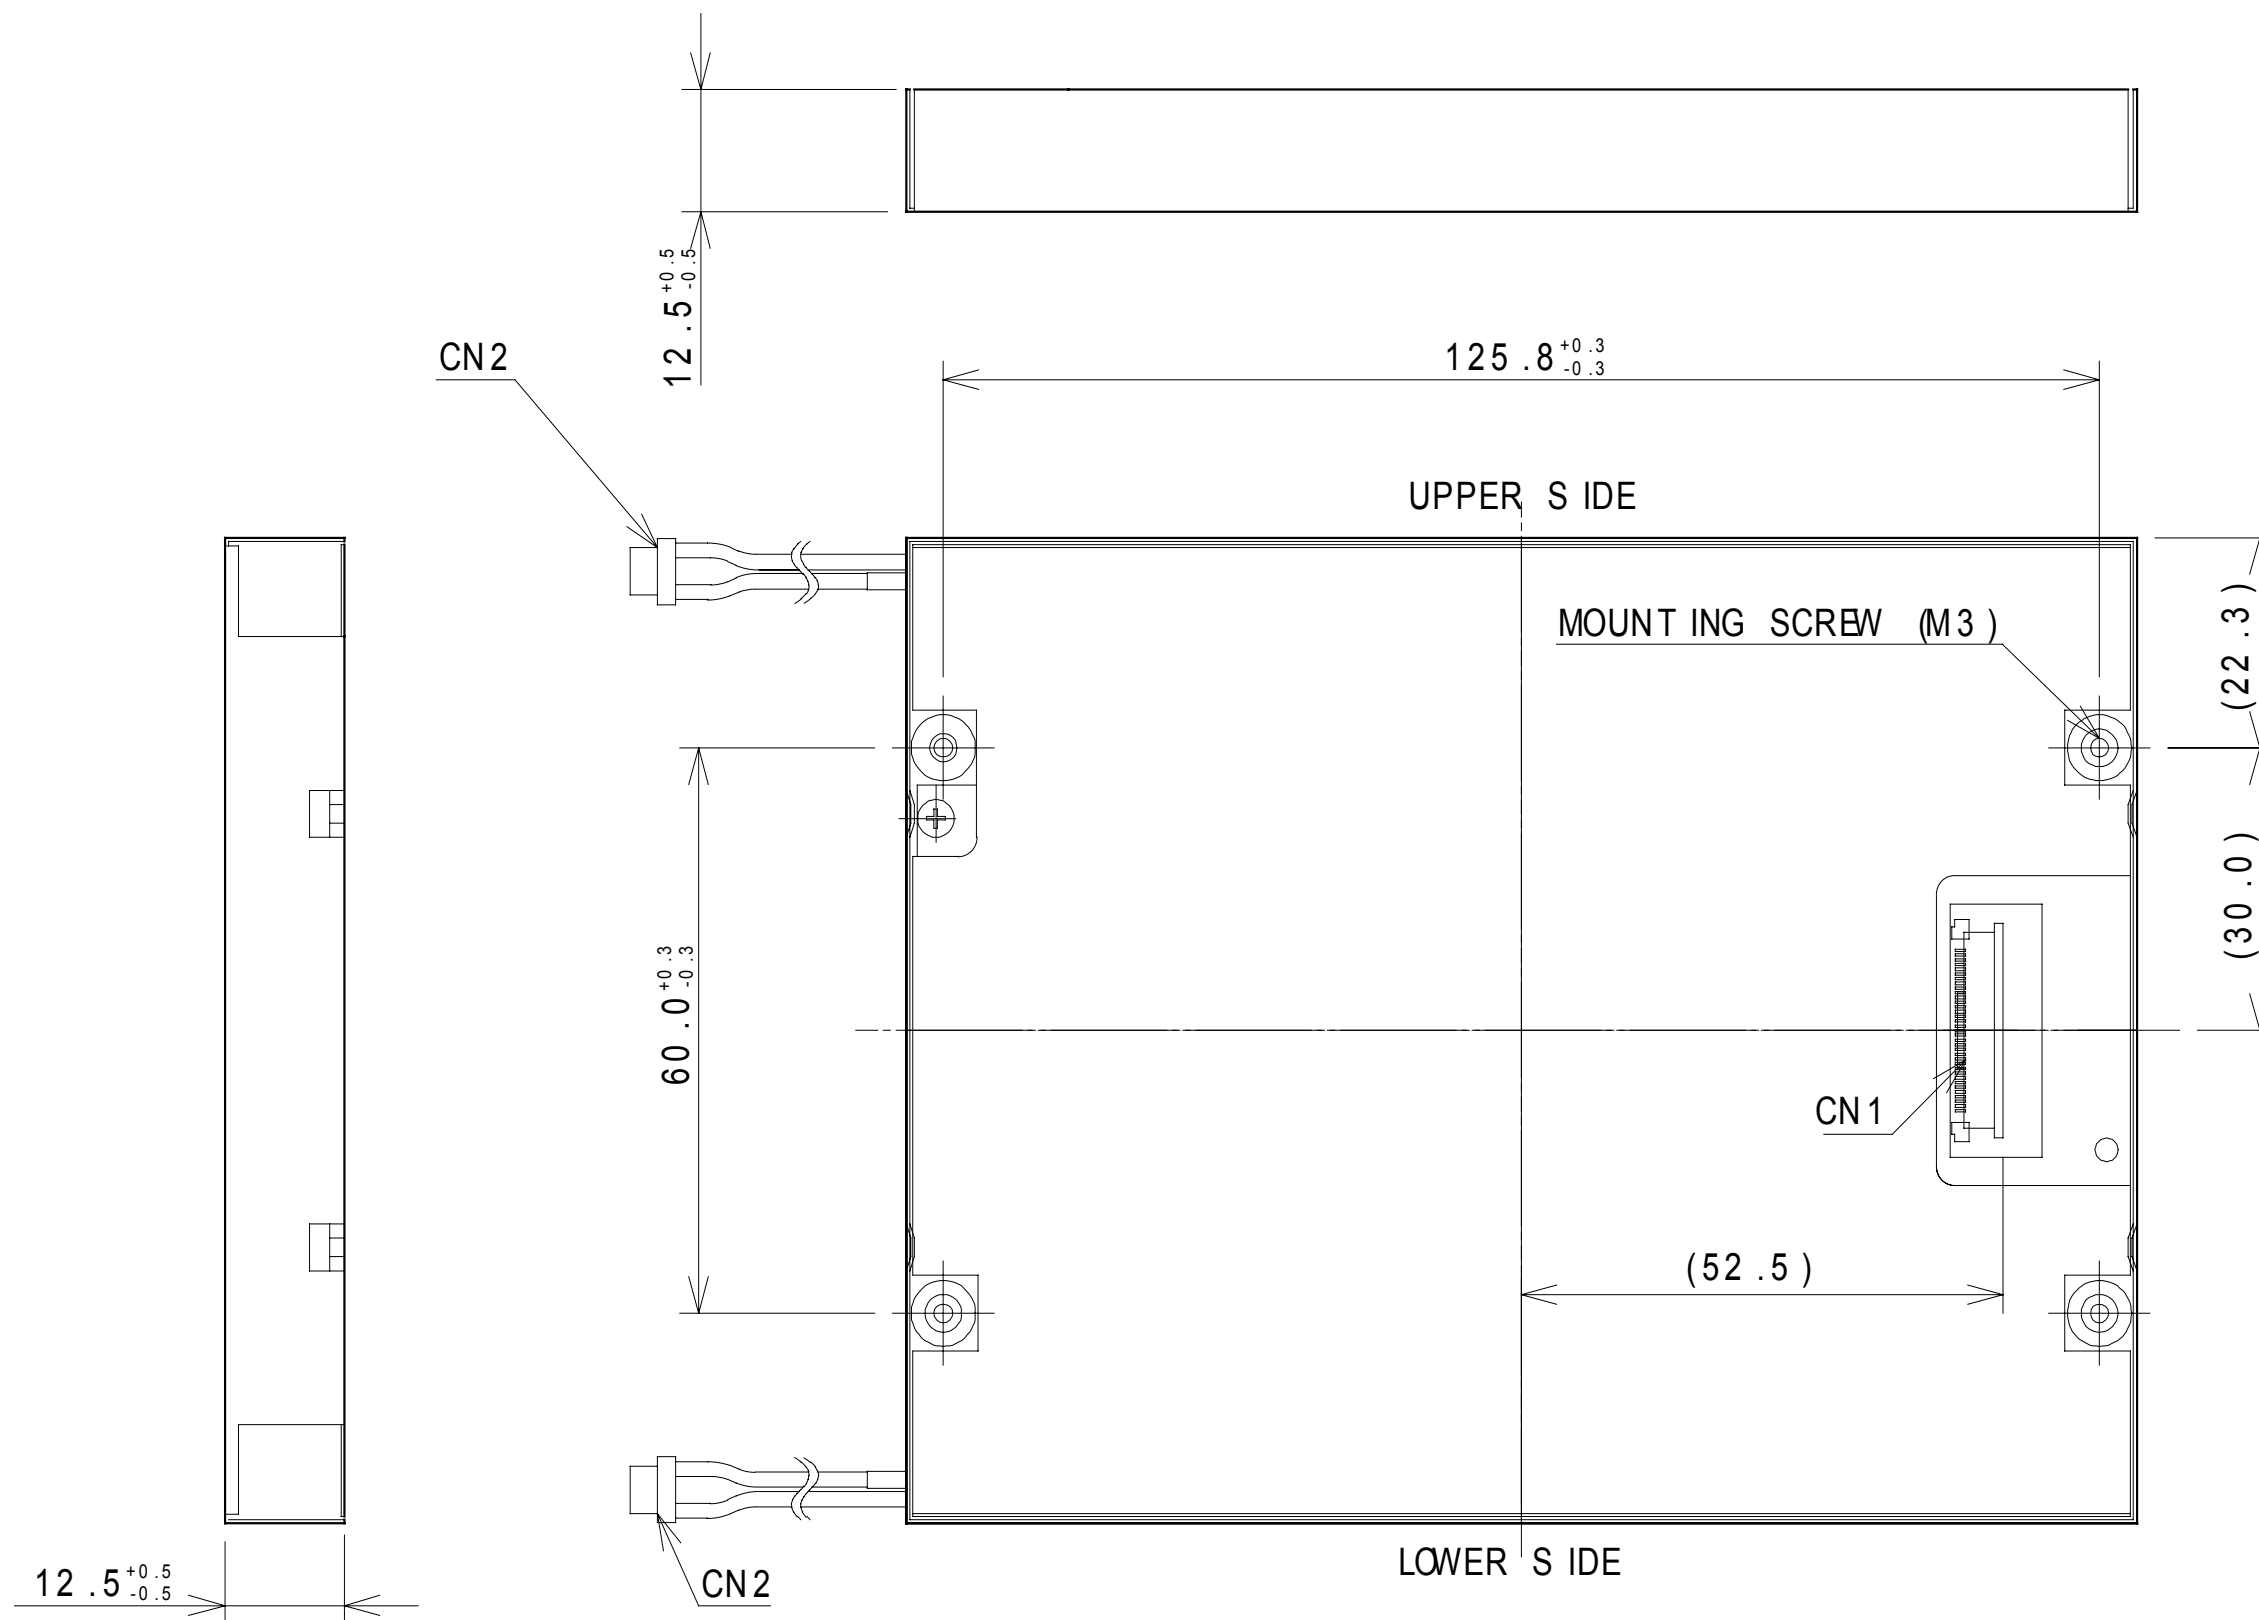 12.5 +0.5 -0.5
CN2
125.8 +0.3 -0.3
UPPER SIDE
MOUNTING SCREW (M3)
(22.3)
(30.0)
60.0 +0.3 -0.3
CN1
(52.5)
LOWER SIDE
12.5 +0.5 -0.5
CN2